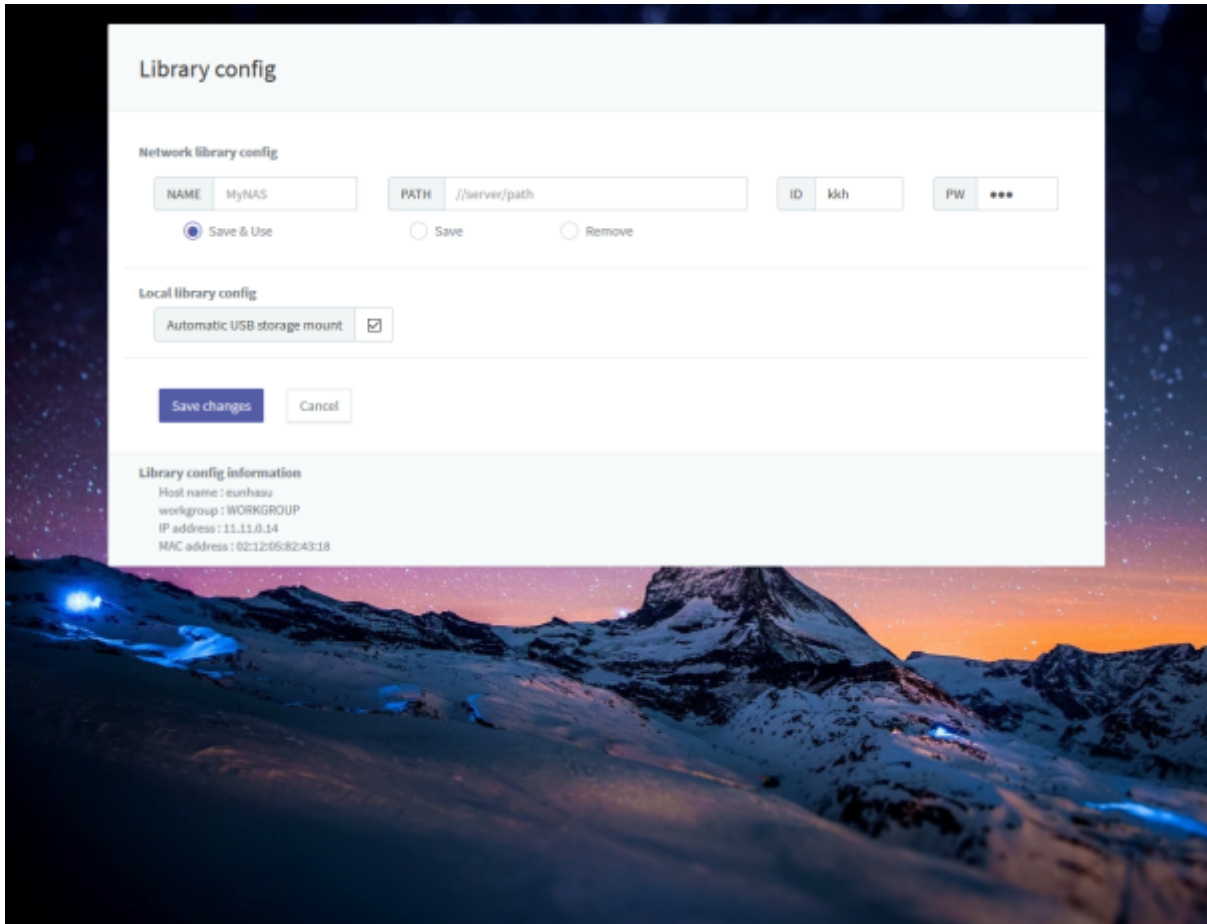 Library config
Network library config
NAME MyNAS PATH //server/path ID kkh PW •••
Save & Use Save Remove
Local library config
Automatic USB storage mount
Save changes Cancel
Library config information
Host name : eunhasu
workgroup : WORKGROUP
IP address : 11.11.0.14
MAC address : 02:12:05:82:43:18